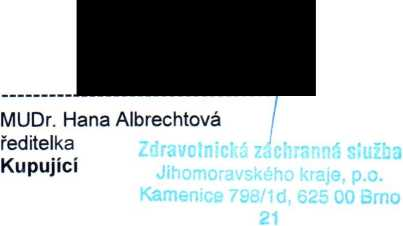 MUDr. Hana Albrechtová
ředitelka
Kupující
Zdravotnická záchranná služba
Jihomoravského kraje, p.o.
Kamenice 798/1d, 625 00 Brno
21